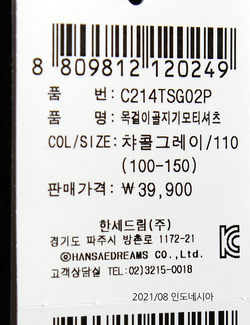 8 809812 120249
품 번: C214TSG02P
품 명: 목걸이골지기모티셔츠
COL/SIZE: 챠콜그레이/110
(100-150)
판매가격: ₩39,900
한세드림(주)
경기도 파주시 방촌로 1172-21
ⓒHANSAEDREAMS CO.,Ltd.
고객상담실 TEL:02)3215-0018
2021/08 인도네시아